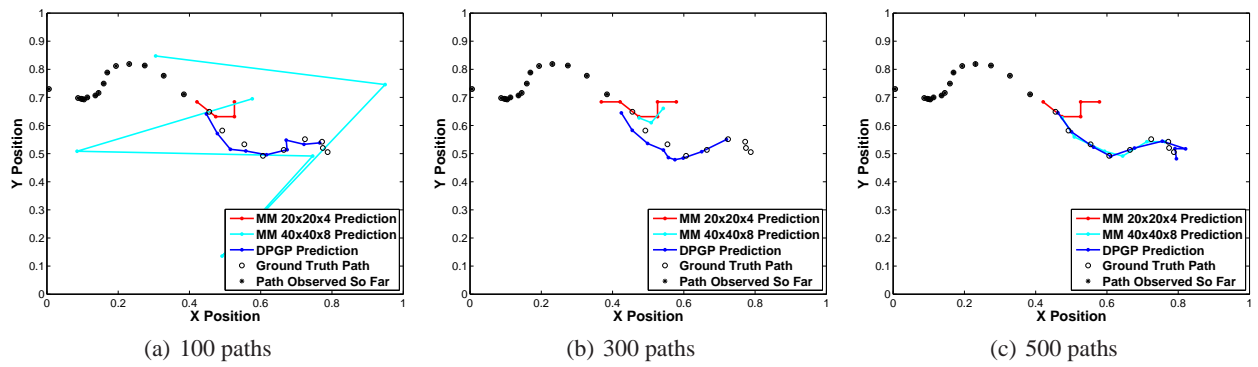 1
0.9
0.8
0.7
0.6
0.5
0.4
0.3
0.2
0.1
0
0 0.2 0.4 0.6 0.8 1
Y Position
X Position
MM 20x20x4 Prediction
MM 40x40x8 Prediction
DPGP Prediction
Ground Truth Path
Path Observed So Far
(a) 100 paths
1
0.9
0.8
0.7
0.6
0.5
0.4
0.3
0.2
0.1
0
0 0.2 0.4 0.6 0.8 1
Y Position
X Position
MM 20x20x4 Prediction
MM 40x40x8 Prediction
DPGP Prediction
Ground Truth Path
Path Observed So Far
(b) 300 paths
1
0.9
0.8
0.7
0.6
0.5
0.4
0.3
0.2
0.1
0
0 0.2 0.4 0.6 0.8 1
Y Position
X Position
MM 20x20x4 Prediction
MM 40x40x8 Prediction
DPGP Prediction
Ground Truth Path
Path Observed So Far
(c) 500 paths